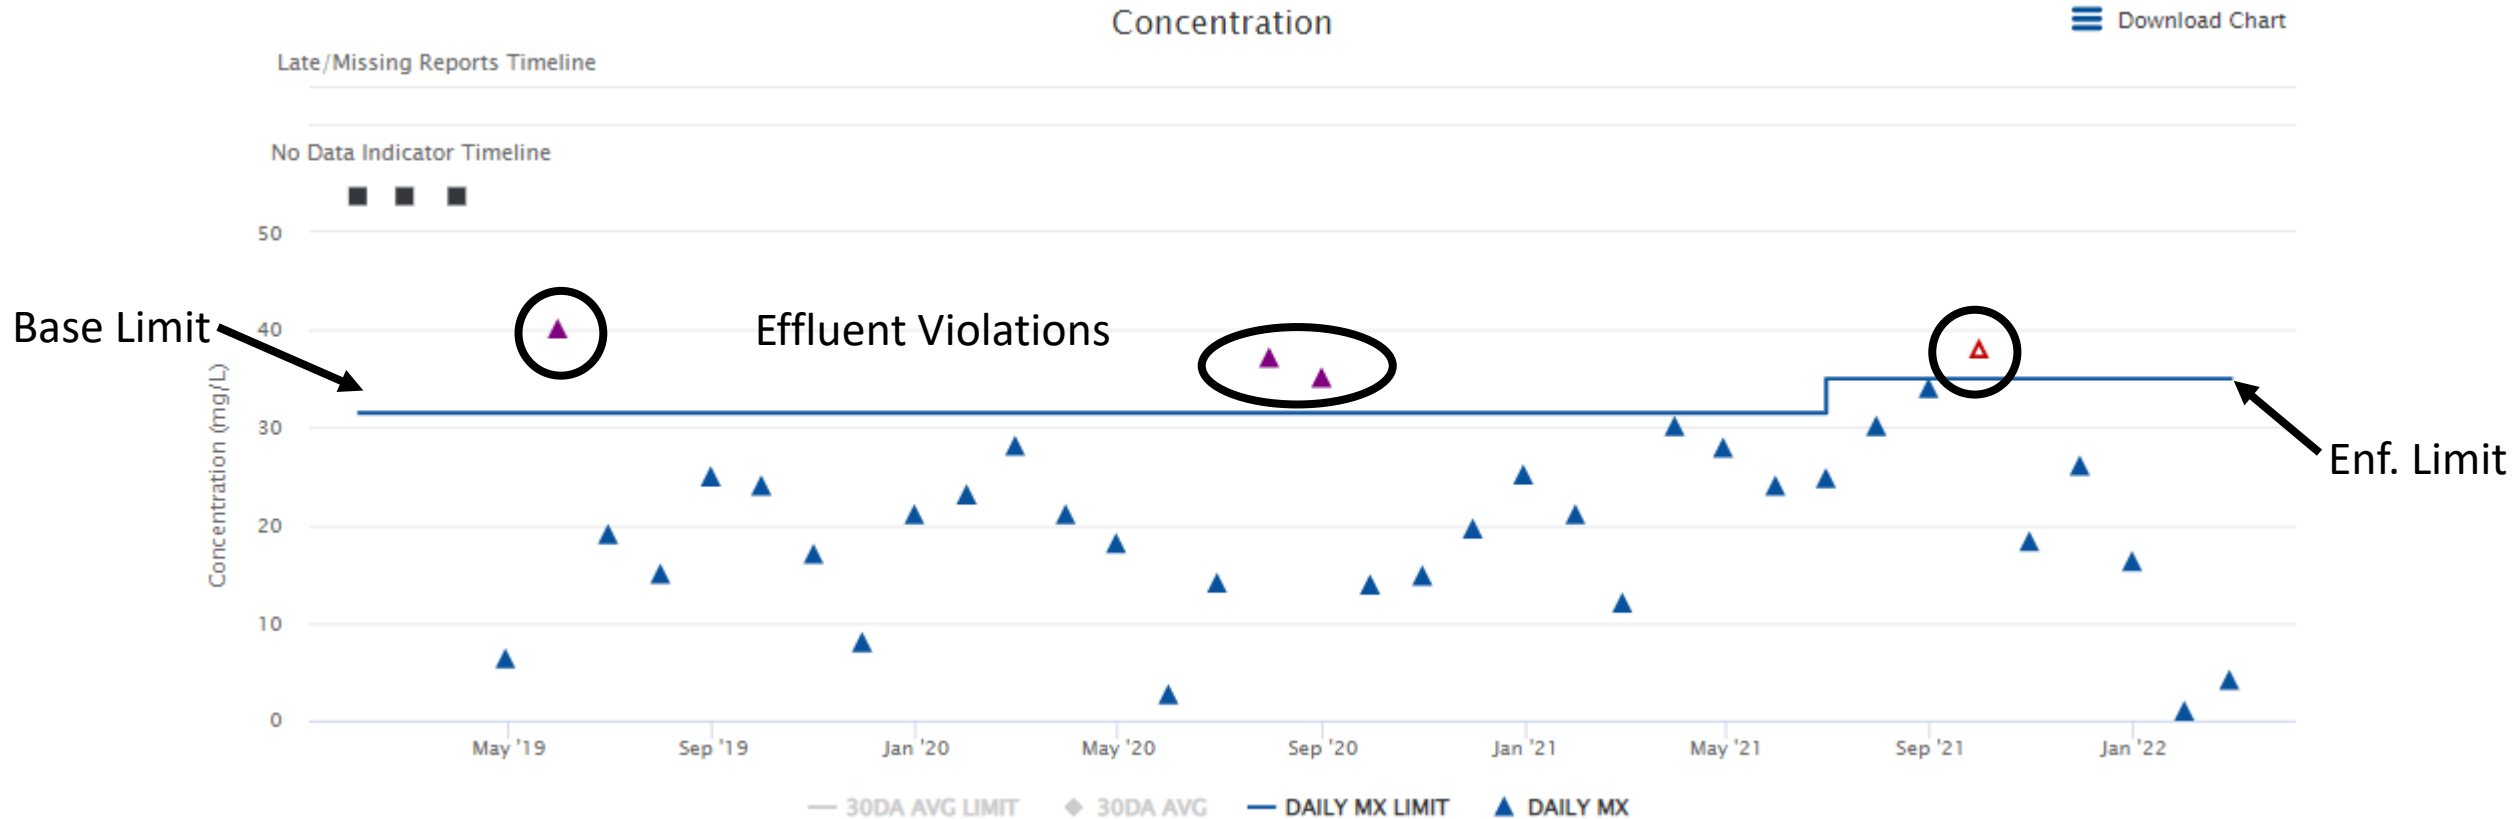 Concentration
Download Chart
Late/Missing Reports Timeline
No Data Indicator Timeline
50
Base Limit
40
Effluent Violations
30
Enf. Limit
20
10
0
Concentration (mg/L)
May '19 Sep '19 Jan '20 May '20 Sep '20 Jan '21 May '21 Sep '21 Jan '22
30DA AVG LIMIT 30DA AVG DAILY MX LIMIT DAILY MX